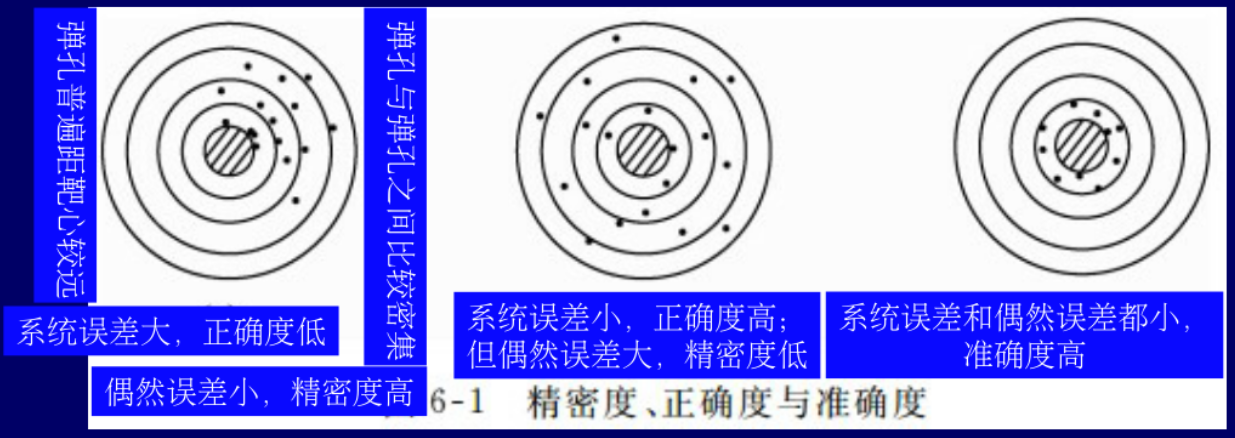 弹孔普遍距靶心较远
弹孔与弹孔之间比较密集
系统误差大，正确度低
偶然误差小，精密度高
系统误差小，正确度高；
但偶然误差大，精密度低
系统误差和偶然误差都小，
准确度高
6-1 精密度、正确度与准确度